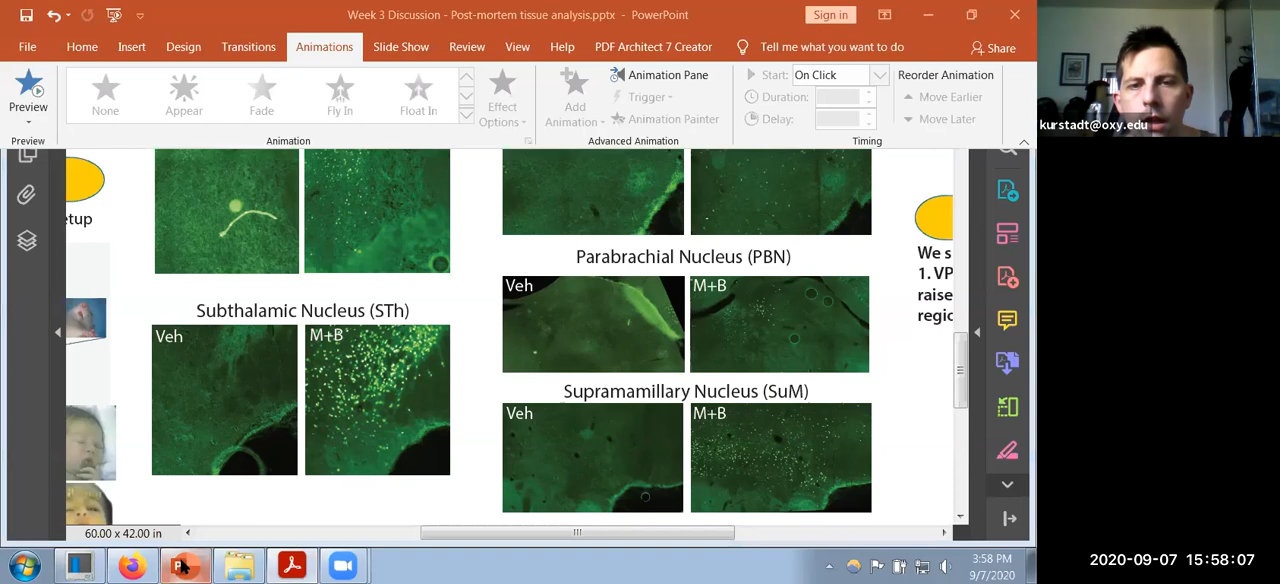 Week 3 Discussion - Post-mortem tissue analysis.pptx - PowerPoint
Sign in
File Home Insert Design Transitions Animations Slide Show Review View Help PDF Architect 7 Creator Tell me what you want to do Share
Preview
None Appear Fade Fly In Float In
Effect Options
Add Animation
Animation Pane
Trigger
Animation Painter
Start: On Click
Duration:
Delay:
Reorder Animation
Move Earlier
Move Later
Preview Animation Advanced Animation Timing
kurstadt@oxy.edu
etup
Parabrachial Nucleus (PBN)
Veh M+B
Subthalamic Nucleus (STh)
Veh M+B
Supramamillary Nucleus (SuM)
Veh M+B
We s
1. VP
raise
regic
60.00 x 42.00 in
3:58 PM
9/7/2020
2020-09-07 15:58:07